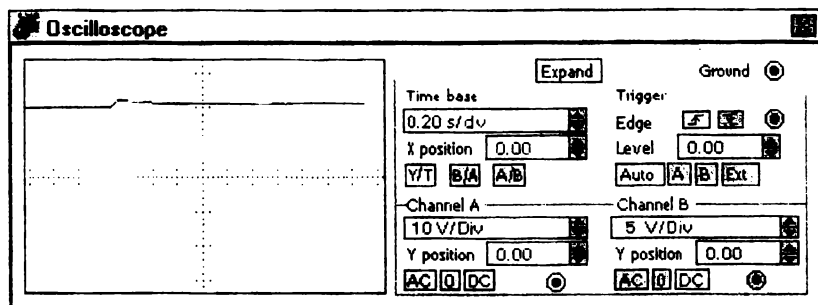 Oscilloscope
Expand
Ground
Time base
Trigger
0.20 s/dv
Edge
X position 0.00
Level 0.00
Y/T B/A A/B
Auto A B Ext
Channel A
Channel B
10 V/Div
5 V/Div
Y position 0.00
Y position 0.00
AC 0 DC
AC 0 DC